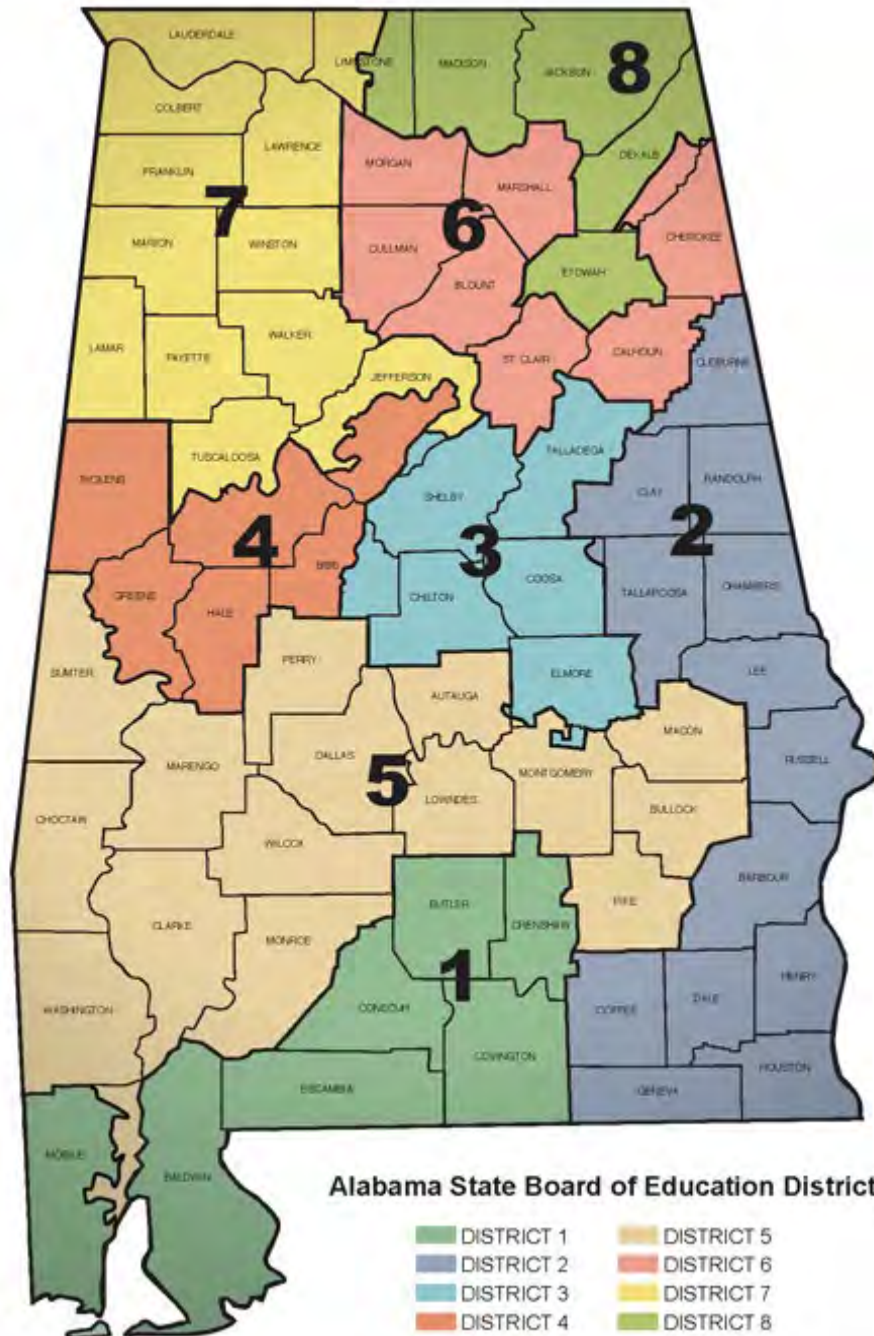 LAUDERDALE
LIMESTONE
MADISON
JACKSON
8
COLBERT
LAWRENCE
FRANKLIN
MORGAN
DEKALB
MARSHALL
7
6
CHEROKEE
MARION
WINSTON
CULLMAN
BLOUNT
ETOWAH
LAMAR
FAYETTE
WALKER
JEFFERSON
ST CLAIR
CALHOUN
CLEBURNE
TUSCALOOSA
TALLADEGA
PICKENS
SHELBY
CLAY
RANDOLPH
4
3
2
BIBB
GREENE
HALE
CHILTON
COOSA
TALLAPOOSA
CHAMBERS
SUMTER
PERRY
ELMORE
LEE
AUTAUGA
MACON
MARENGO
DALLAS
5
MONTGOMERY
RUSSELL
LOWNDES
BULLOCK
CHOCTAW
WILCOX
BARBOUR
BUTLER
CRENSHAW
PIKE
CLARKE
MONROE
1
HENRY
WASHINGTON
CONECUH
COFFEE
DALE
COVINGTON
ESCAMBIA
GENEVA
HOUSTON
MOBILE
BALDWIN
Alabama State Board of Education District
DISTRICT 1
DISTRICT 2
DISTRICT 3
DISTRICT 4
DISTRICT 5
DISTRICT 6
DISTRICT 7
DISTRICT 8